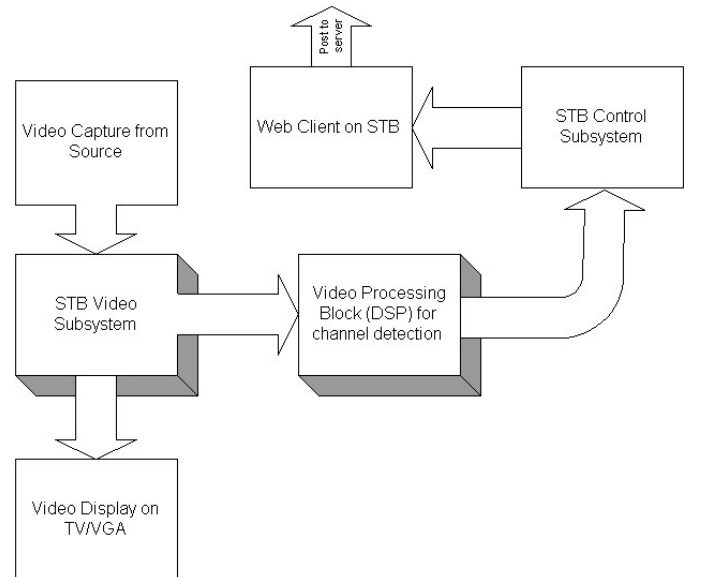 Post to
server
Video Capture from
Source
Web Client on STB
STB Control
Subsystem
STB Video
Subsystem
Video Processing
Block (DSP) for
channel detection
Video Display on
TV/VGA